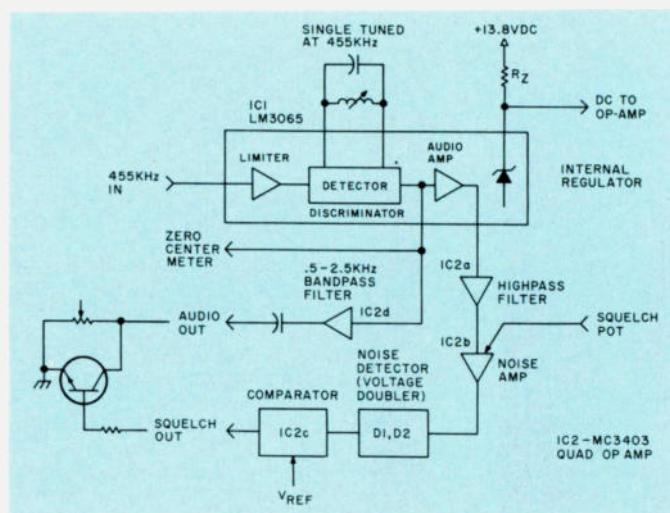 SINGLE TUNED
AT 455KHz
+13.8VDC
RZ
DC TO
OP-AMP
IC1
LM3065
LIMITER
AUDIO
AMP
INTERNAL
REGULATOR
455KHz
IN
DETECTOR
DISCRIMINATOR
ZERO
CENTER
METER
IC2a
.5-2.5KHz
BANDPASS
FILTER
HIGHPASS
FILTER
AUDIO
OUT
IC2d
IC2b
SQUELCH
POT
NOISE
DETECTOR
(VOLTAGE
DOUBLER)
NOISE
AMP
COMPARATOR
SQUELCH
OUT
IC2c
D1,D2
VREF
IC2-MC3403
QUAD OP AMP